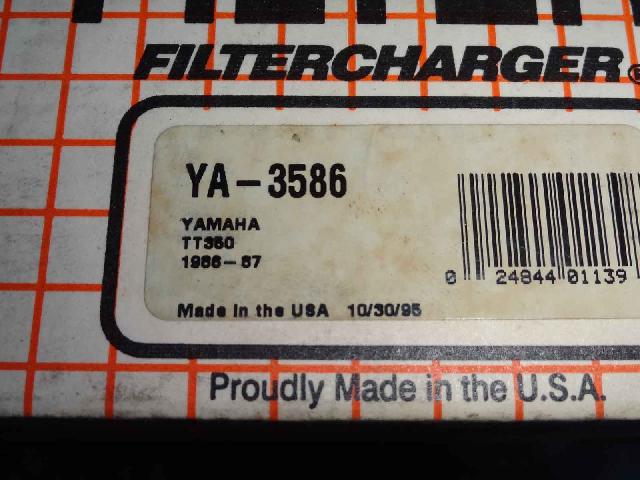 FILTERCHARGER®
YA-3586
YAMAHA
TT350
1986-87
0 24844 01139
Made in the USA 10/30/95
Proudly Made in the U.S.A.